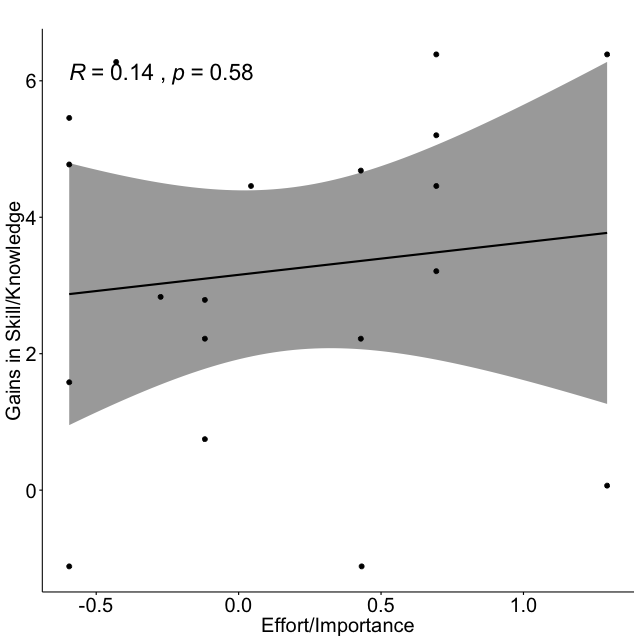 R = 0.14 , p = 0.58
6
4
2
0
Gains in Skill/Knowledge
-0.5 0.0 0.5 1.0
Effort/Importance